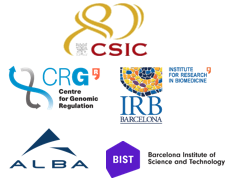 80
CSIC
CRG
Centre
for Genomic
Regulation
IRB
BARCELONA
INSTITUTE
FOR RESEARCH
IN BIOMEDICINE
ALBA
BIST
Barcelona Institute of
Science and Technology